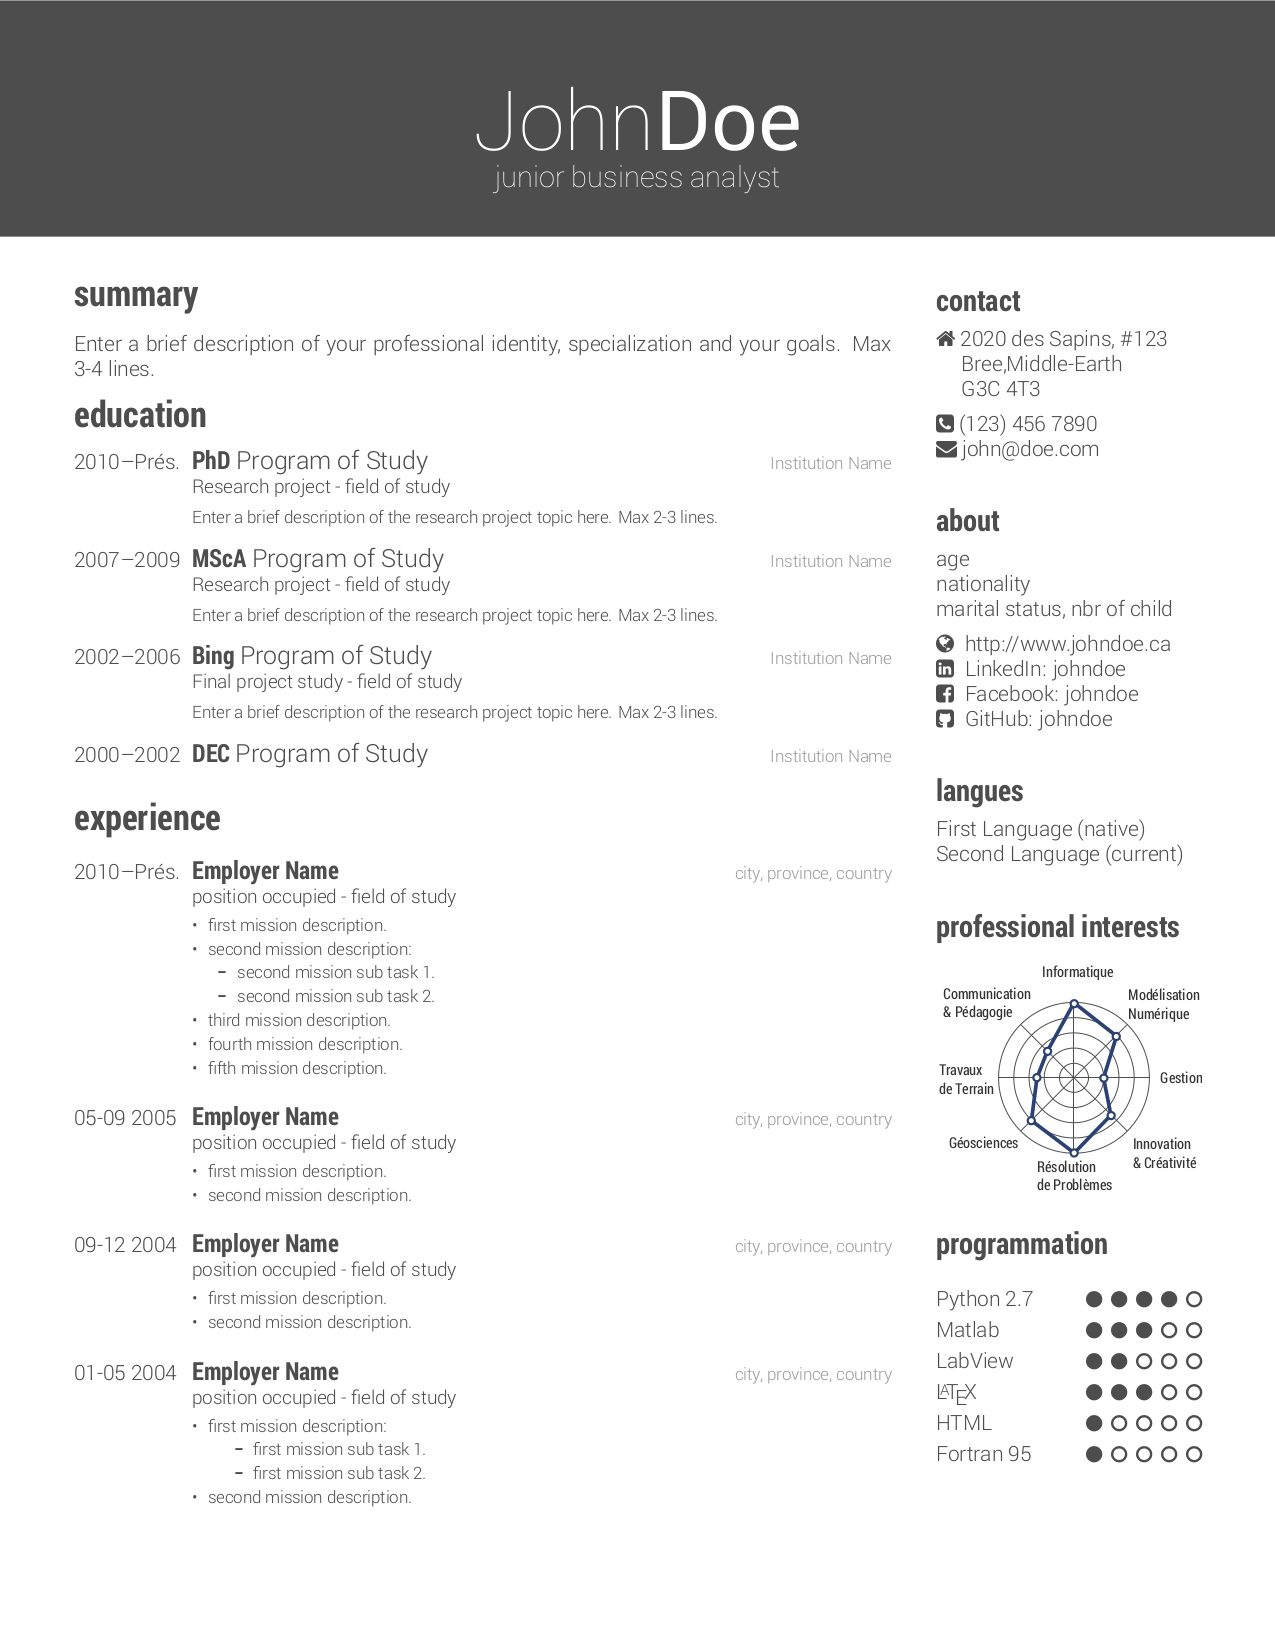 JohnDoe
junior business analyst
summary
Enter a brief description of your professional identity, specialization and your goals. Max
3-4 lines.
education
2010–Prés. PhD Program of Study Institution Name
Research project - field of study
Enter a brief description of the research project topic here. Max 2-3 lines.
2007–2009 MScA Program of Study Institution Name
Research project - field of study
Enter a brief description of the research project topic here. Max 2-3 lines.
2002–2006 Bing Program of Study Institution Name
Final project study - field of study
Enter a brief description of the research project topic here. Max 2-3 lines.
2000–2002 DEC Program of Study Institution Name
experience
2010–Prés. Employer Name city, province, country
position occupied - field of study
• first mission description.
• second mission description:
– second mission sub task 1.
– second mission sub task 2.
• third mission description.
• fourth mission description.
• fifth mission description.
05-09 2005 Employer Name city, province, country
position occupied - field of study
• first mission description.
• second mission description.
09-12 2004 Employer Name city, province, country
position occupied - field of study
• first mission description.
• second mission description.
01-05 2004 Employer Name city, province, country
position occupied - field of study
• first mission description:
– first mission sub task 1.
– first mission sub task 2.
• second mission description.
contact
2020 des Sapins, #123
Bree,Middle-Earth
G3C 4T3
(123) 456 7890
john@doe.com
about
age
nationality
marital status, nbr of child
http://www.johndoe.ca
LinkedIn: johndoe
Facebook: johndoe
GitHub: johndoe
langues
First Language (native)
Second Language (current)
professional interests
Informatique
Communication
& Pédagogie
Modélisation
Numérique
Travaux
de Terrain
Gestion
Géosciences
Innovation
& Créativité
Résolution
de Problèmes
programmation
Python 2.7
Matlab
LabView
LATEX
HTML
Fortran 95